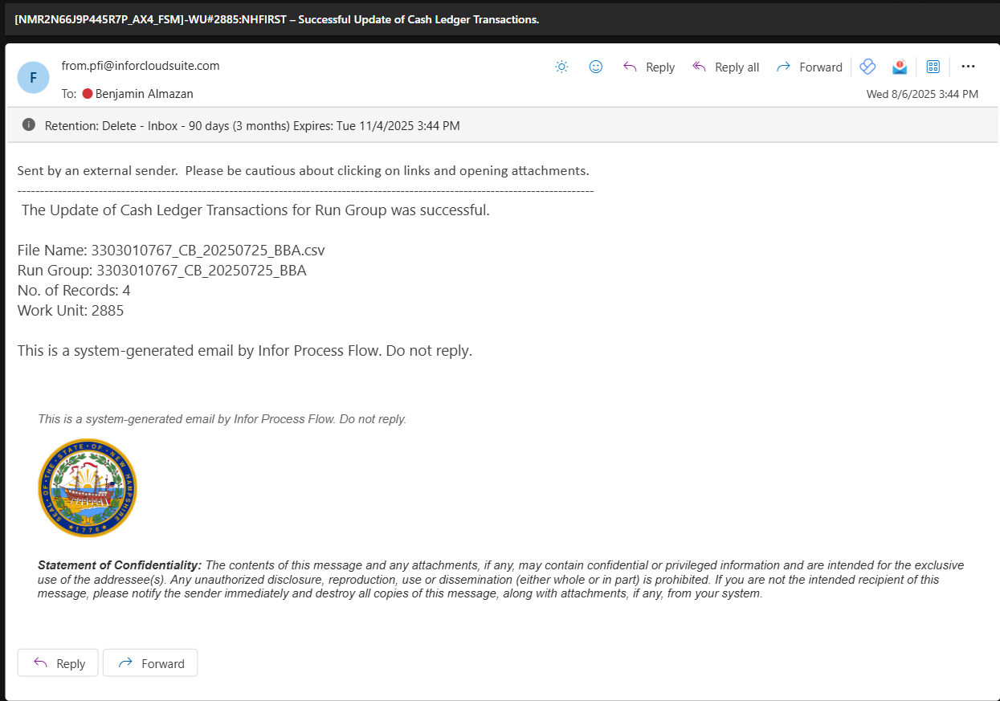 [NMR2N66J9P445R7P_AX4_FSM]-WU#2885:NHFIRST – Successful Update of Cash Ledger Transactions.
F
from.pfi@inforcloudsuite.com
Reply
Reply all
Forward
To: Benjamin Almazan
Wed 8/6/2025 3:44 PM
Retention: Delete - Inbox - 90 days (3 months) Expires: Tue 11/4/2025 3:44 PM
Sent by an external sender.  Please be cautious about clicking on links and opening attachments.
--------------------------------------------------------------------------------------------------------------------------------
The Update of Cash Ledger Transactions for Run Group was successful.
File Name: 3303010767_CB_20250725_BBA.csv
Run Group: 3303010767_CB_20250725_BBA
No. of Records: 4
Work Unit: 2885
This is a system-generated email by Infor Process Flow. Do not reply.
This is a system-generated email by Infor Process Flow. Do not reply.
SEAL·OF·THE·STATE·OF·NEW HAMPSHIRE
★1776★
Statement of Confidentiality: The contents of this message and any attachments, if any, may contain confidential or privileged information and are intended for the exclusive
use of the addressee(s). Any unauthorized disclosure, reproduction, use or dissemination (either whole or in part) is prohibited. If you are not the intended recipient of this
message, please notify the sender immediately and destroy all copies of this message, along with attachments, if any, from your system.
Reply
Forward